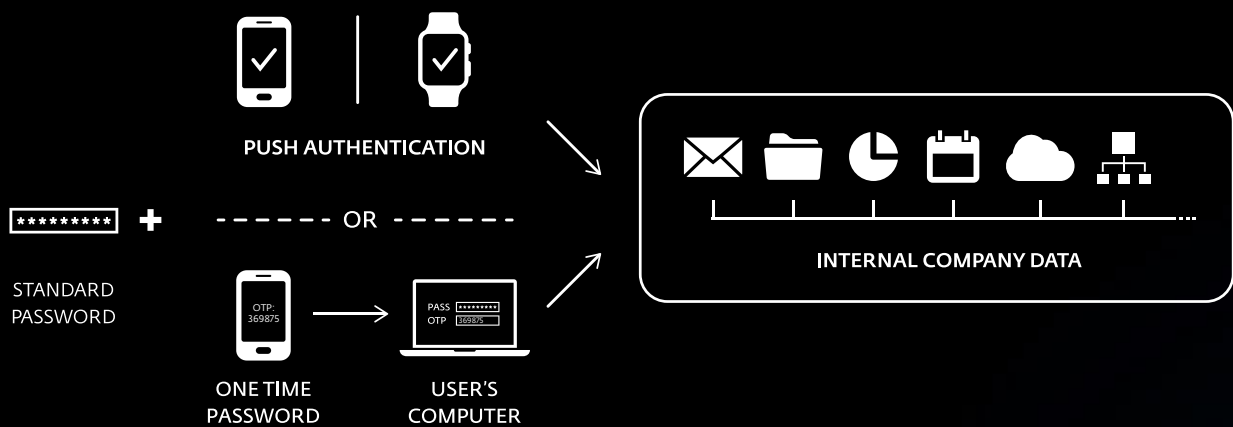 PUSH AUTHENTICATION
*********
+
OR
STANDARD
PASSWORD
OTP:
369875
PASS *********
OTP 369875
ONE TIME
PASSWORD
USER'S
COMPUTER
INTERNAL COMPANY DATA